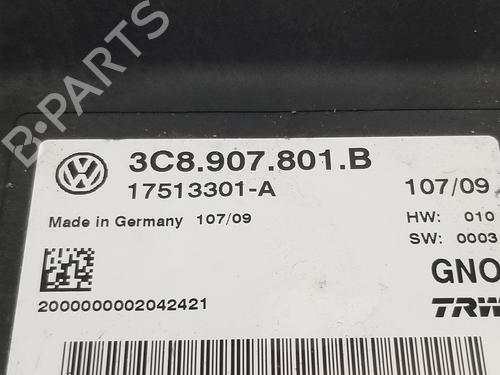 B-PARTS
3C8.907.801.B
17513301-A
107/09
Made in Germany 107/09
HW: 010
SW: 0003
GNO
2000000002042421
TRW